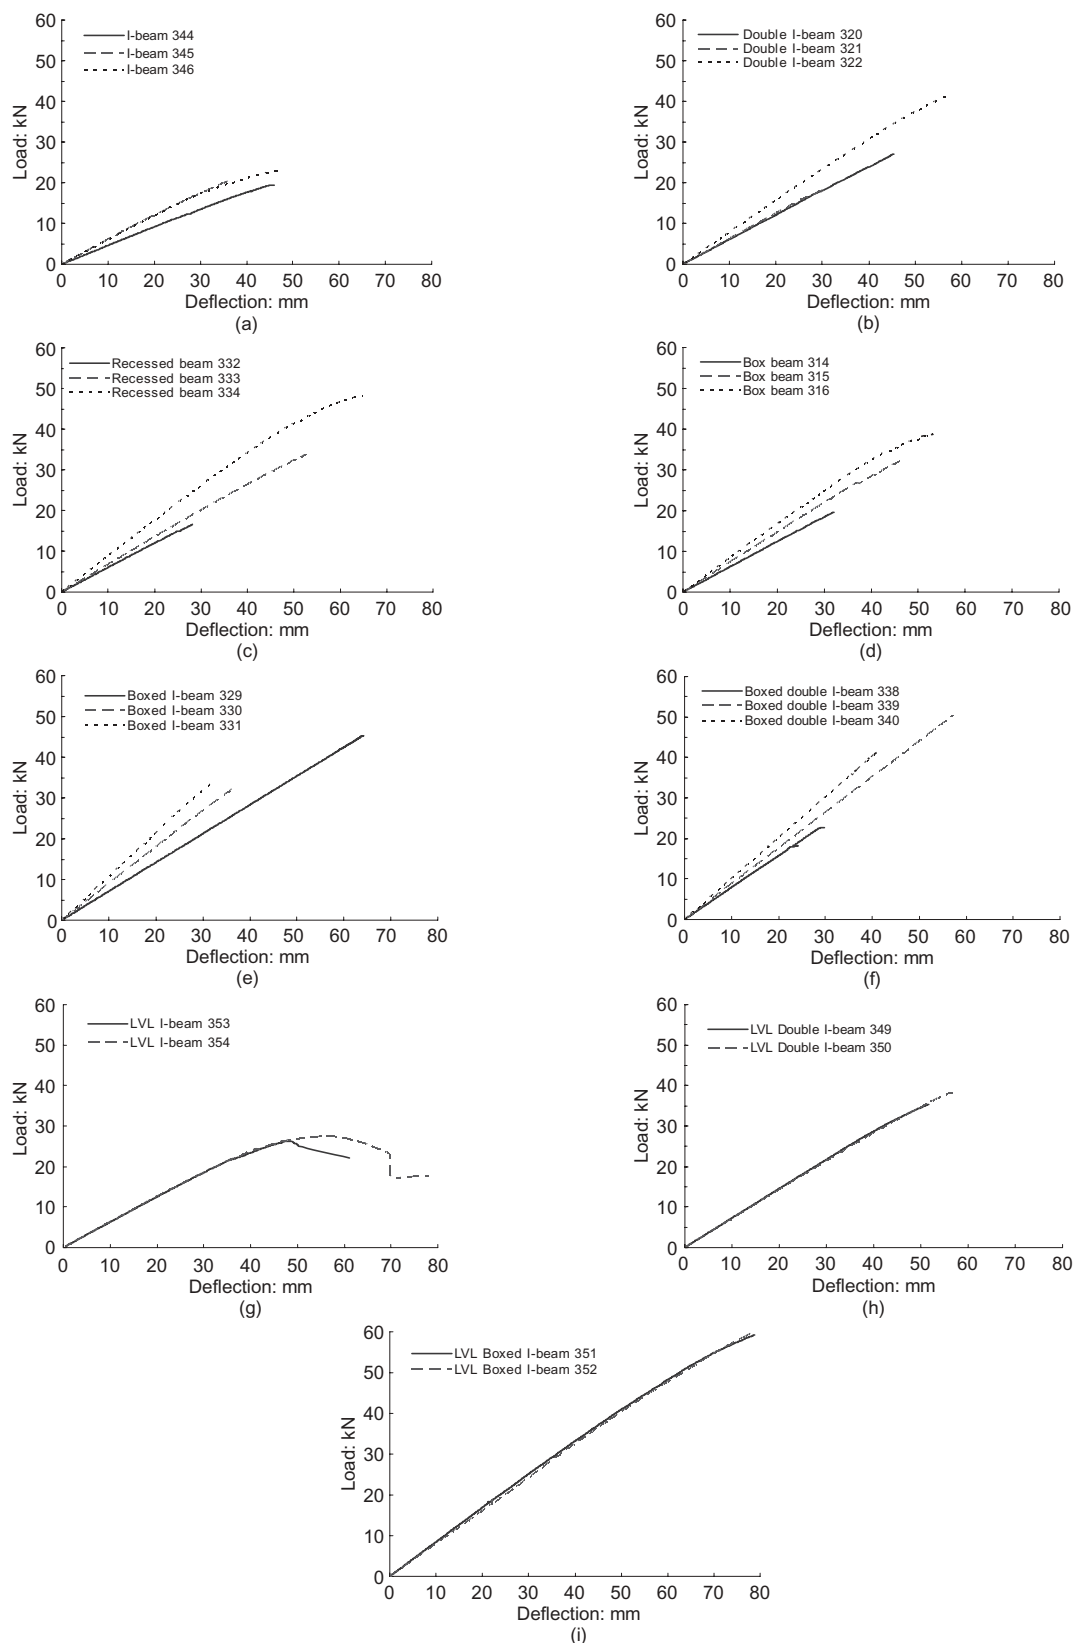 60
50
40
30
20
10
0
Load: kN
I-beam 344
I-beam 345
I-beam 346
0 10 20 30 40 50 60 70 80
Deflection: mm
(a)
60
50
40
30
20
10
0
Load: kN
Double I-beam 320
Double I-beam 321
Double I-beam 322
0 10 20 30 40 50 60 70 80
Deflection: mm
(b)
60
50
40
30
20
10
0
Load: kN
Recessed beam 332
Recessed beam 333
Recessed beam 334
0 10 20 30 40 50 60 70 80
Deflection: mm
(c)
60
50
40
30
20
10
0
Load: kN
Box beam 314
Box beam 315
Box beam 316
0 10 20 30 40 50 60 70 80
Deflection: mm
(d)
60
50
40
30
20
10
0
Load: kN
Boxed I-beam 329
Boxed I-beam 330
Boxed I-beam 331
0 10 20 30 40 50 60 70 80
Deflection: mm
(e)
60
50
40
30
20
10
0
Load: kN
Boxed double I-beam 338
Boxed double I-beam 339
Boxed double I-beam 340
0 10 20 30 40 50 60 70 80
Deflection: mm
(f)
60
50
40
30
20
10
0
Load: kN
LVL I-beam 353
LVL I-beam 354
0 10 20 30 40 50 60 70 80
Deflection: mm
(g)
60
50
40
30
20
10
0
Load: kN
LVL Double I-beam 349
LVL Double I-beam 350
0 10 20 30 40 50 60 70 80
Deflection: mm
(h)
60
50
40
30
20
10
0
Load: kN
LVL Boxed I-beam 351
LVL Boxed I-beam 352
0 10 20 30 40 50 60 70 80
Deflection: mm
(i)